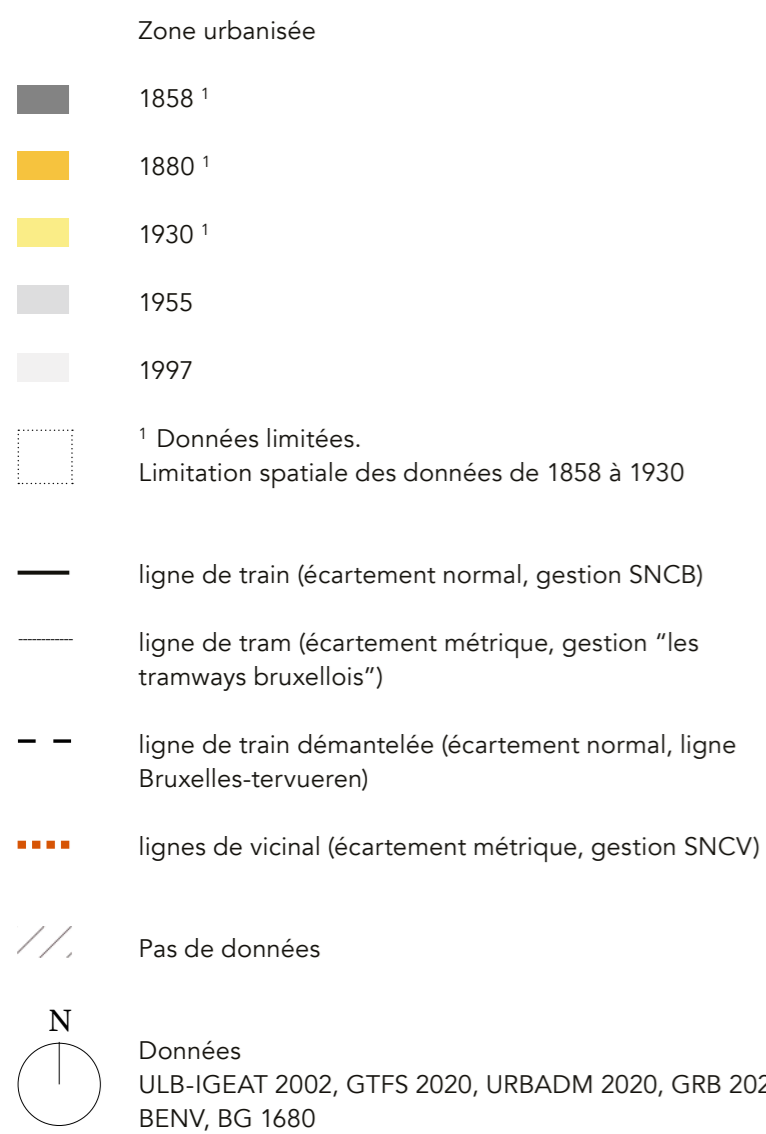 Zone urbanisée
1858 ¹
1880 ¹
1930 ¹
1955
1997
¹ Données limitées.
Limitation spatiale des données de 1858 à 1930
ligne de train (écartement normal, gestion SNCB)
ligne de tram (écartement métrique, gestion “les
tramways bruxellois”)
ligne de train démantelée (écartement normal, ligne
Bruxelles-tervueren)
lignes de vicinal (écartement métrique, gestion SNCV)
Pas de données
N
Données
ULB-IGEAT 2002, GTFS 2020, URBADM 2020, GRB
BENV, BG 1680